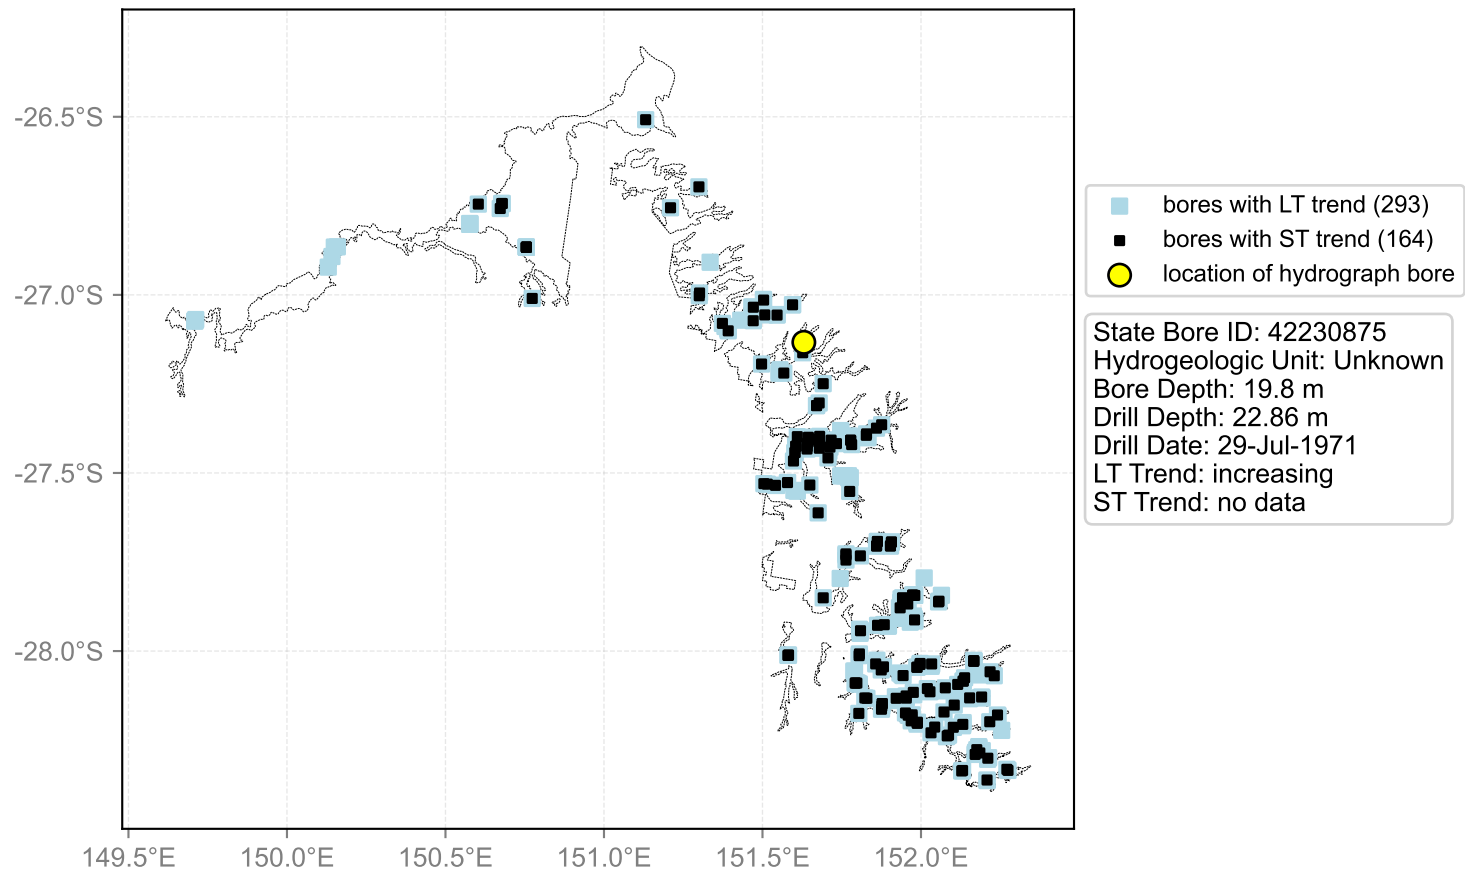 -26.5°S
-27.0°S
-27.5°S
-28.0°S
149.5°E 150.0°E 150.5°E 151.0°E 151.5°E 152.0°E
bores with LT trend (293)
bores with ST trend (164)
location of hydrograph bore
State Bore ID: 42230875
Hydrogeologic Unit: Unknown
Bore Depth: 19.8 m
Drill Depth: 22.86 m
Drill Date: 29-Jul-1971
LT Trend: increasing
ST Trend: no data